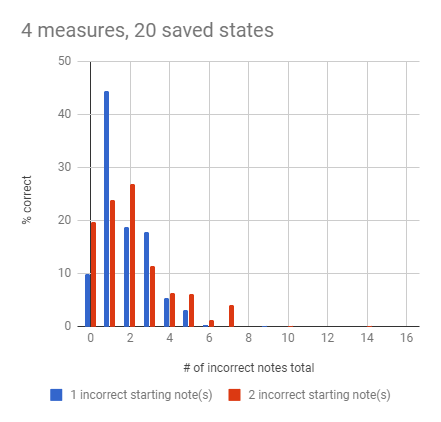 4 measures, 20 saved states
50
40
30
20
10
0
% correct
0 2 4 6 8 10 12 14 16
# of incorrect notes total
1 incorrect starting note(s) 2 incorrect starting note(s)